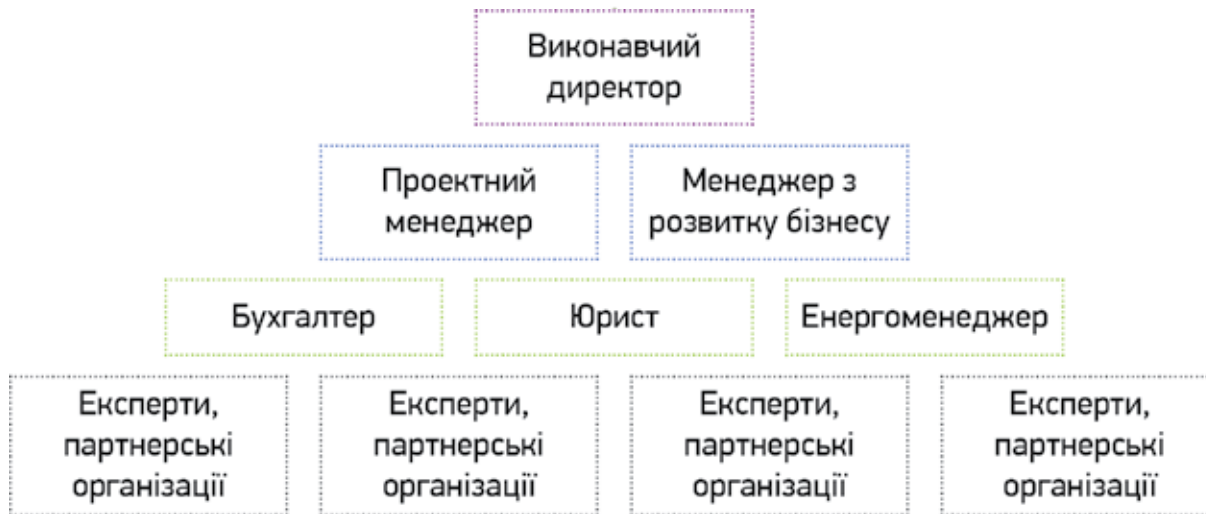 Виконавчий
директор
Проектний
менеджер
Менеджер з
розвитку бізнесу
Бухгалтер
Юрист
Енергоменеджер
Експерти,
партнерські
організації
Експерти,
партнерські
організації
Експерти,
партнерські
організації
Експерти,
партнерські
організації